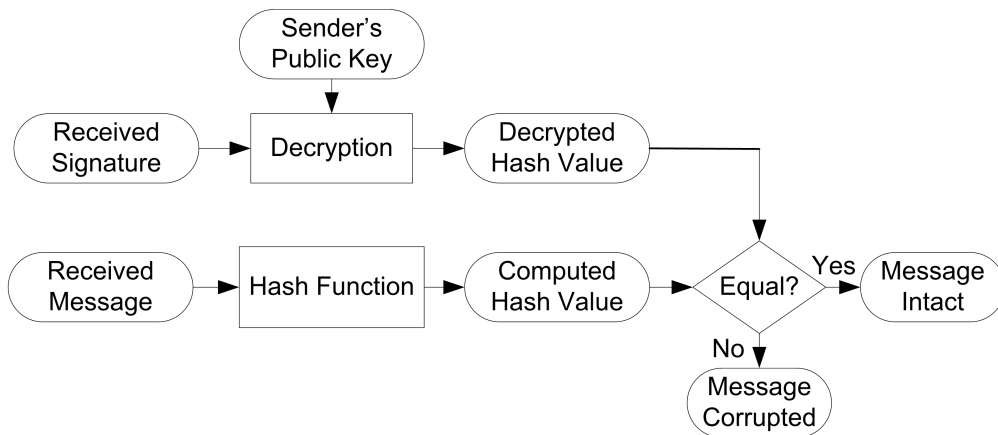 Sender's
Public Key
Received
Signature
Decryption
Decrypted
Hash Value
Received
Message
Hash Function
Computed
Hash Value
Equal?
Yes
Message
Intact
No
Message
Corrupted